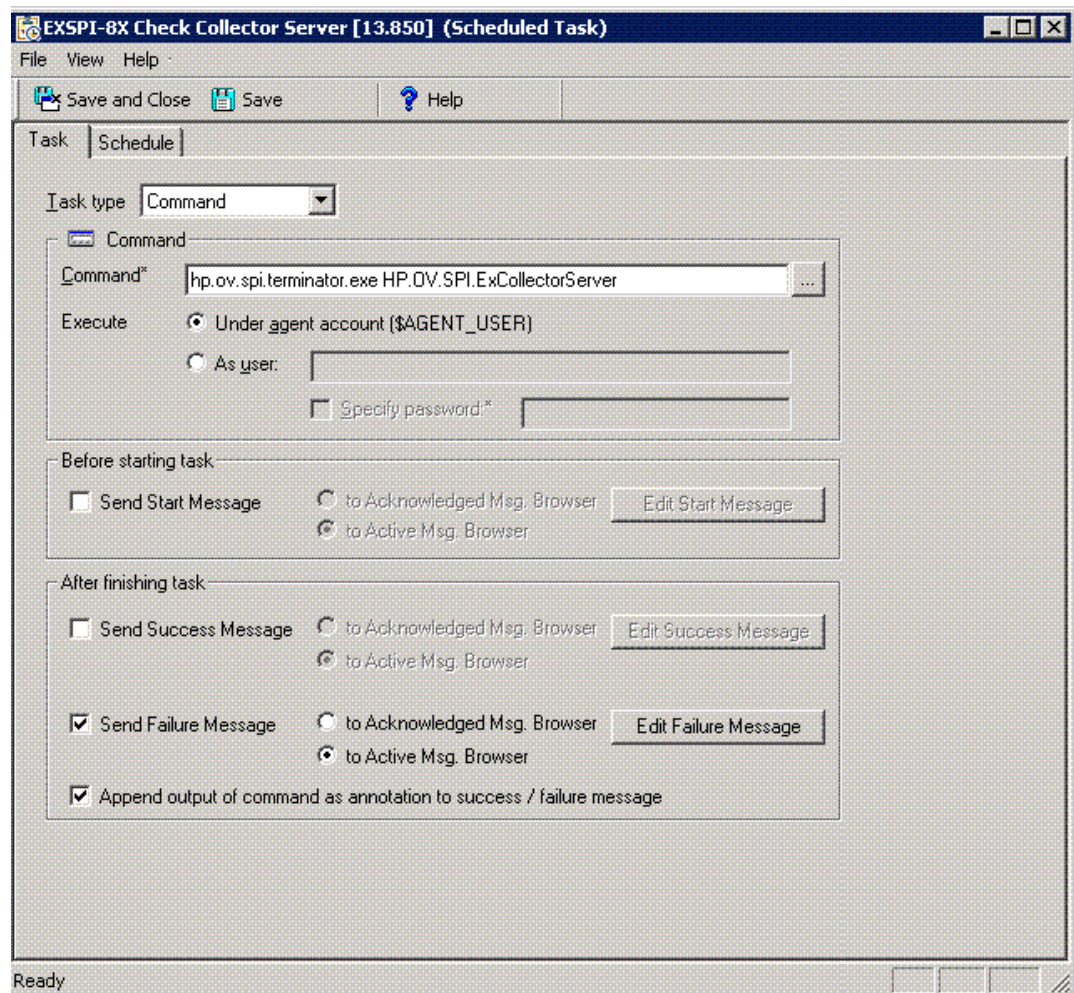 EXSPI-8X Check Collector Server [13.850] (Scheduled Task)
File View Help
Save and Close Save Help
Task Schedule
Task type Command
Command
Command* hp.ov.spi.terminator.exe HP.OV.SPI.ExCollectorServer ...
Execute Under agent account ($AGENT_USER)
As user:
Specify password:*
Before starting task
Send Start Message to Acknowledged Msg. Browser Edit Start Message
to Active Msg. Browser
After finishing task
Send Success Message to Acknowledged Msg. Browser Edit Success Message
to Active Msg. Browser
Send Failure Message to Acknowledged Msg. Browser Edit Failure Message
to Active Msg. Browser
Append output of command as annotation to success / failure message
Ready